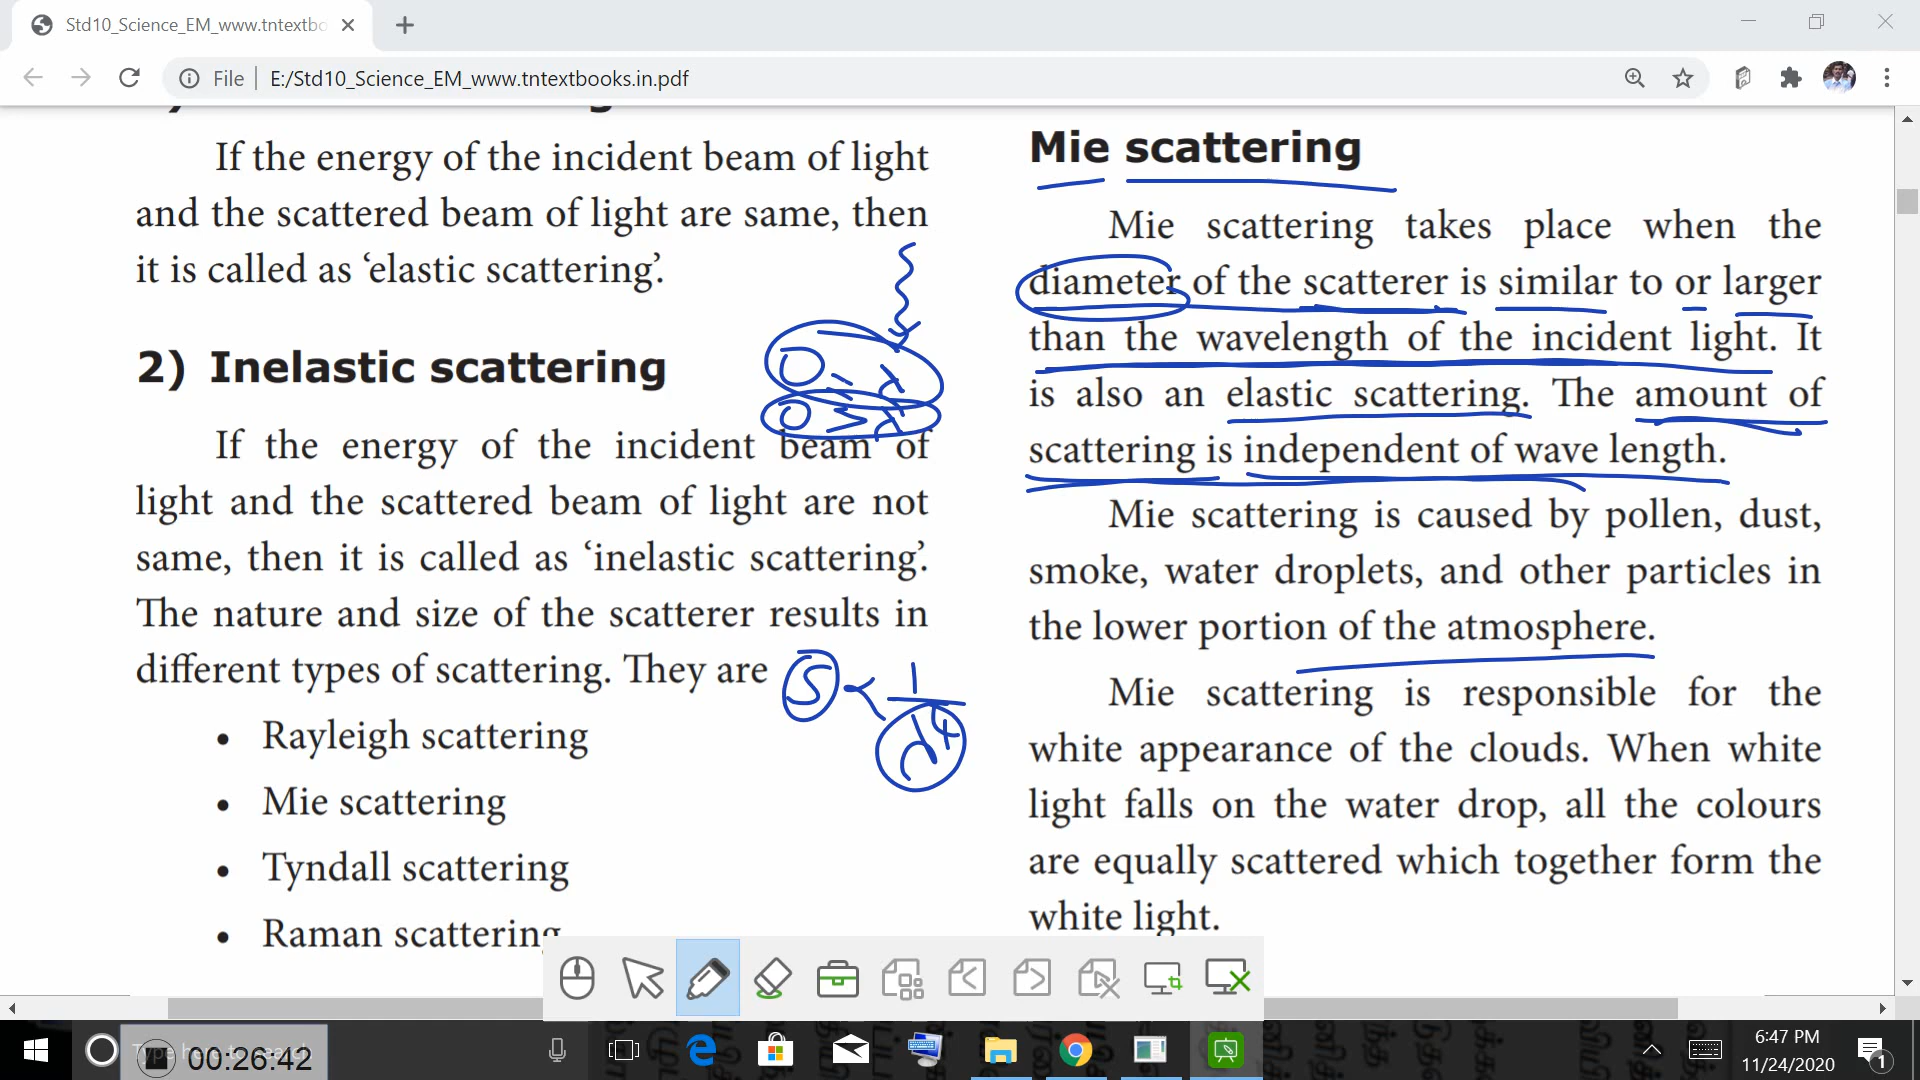 Std10_Science_EM_www.tntextbo
File
E:/Std10_Science_EM_www.tntextbooks.in.pdf
If the energy of the incident beam of light
and the scattered beam of light are same, then
it is called as ‘elastic scattering’.
2) Inelastic scattering
If the energy of the incident beam of
light and the scattered beam of light are not
same, then it is called as ‘inelastic scattering’.
The nature and size of the scatterer results in
different types of scattering. They are
• Rayleigh scattering
• Mie scattering
• Tyndall scattering
• Raman scattering
S ∝ 1
λ4
Mie scattering
Mie scattering takes place when the
diameter of the scatterer is similar to or larger
than the wavelength of the incident light. It
is also an elastic scattering. The amount of
scattering is independent of wave length.
Mie scattering is caused by pollen, dust,
smoke, water droplets, and other particles in
the lower portion of the atmosphere.
Mie scattering is responsible for the
white appearance of the clouds. When white
light falls on the water drop, all the colours
are equally scattered which together form the
white light.
00:26:42
6:47 PM
11/24/2020
1